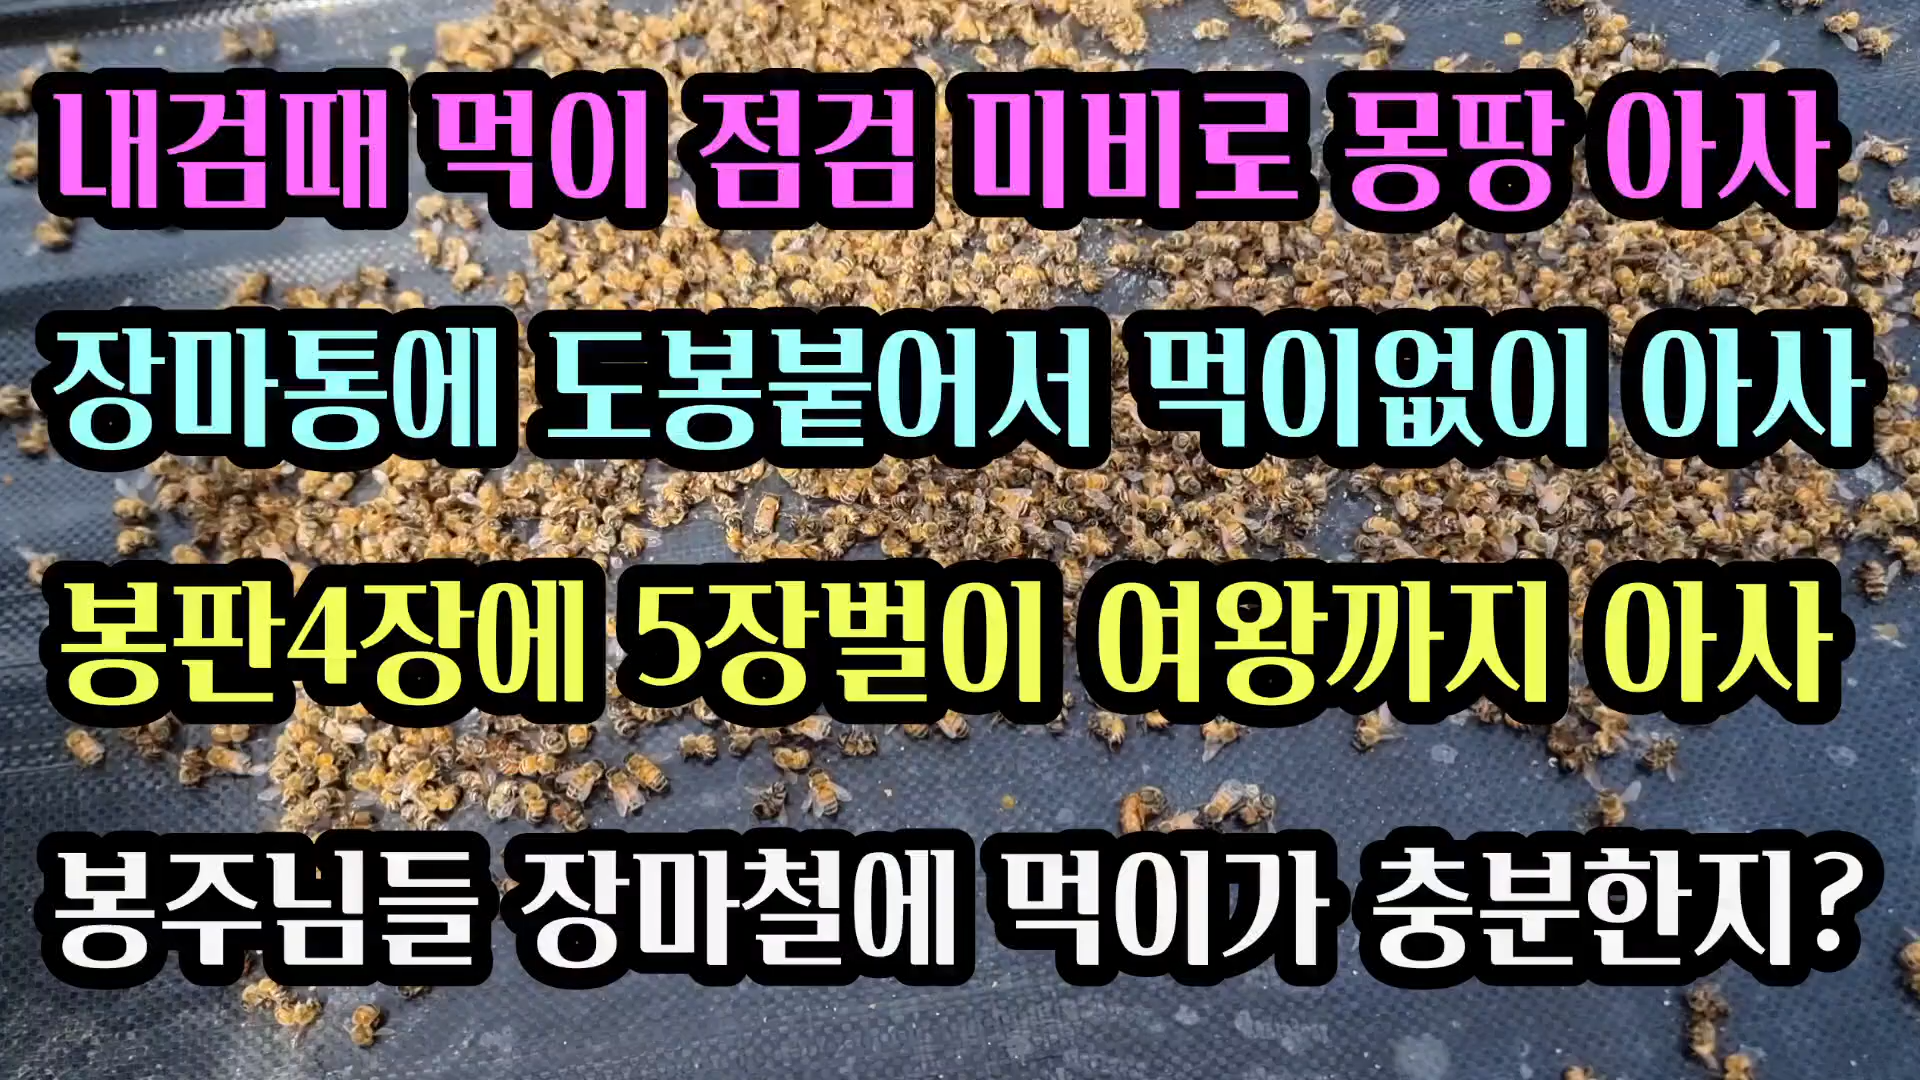 내검때 먹이 점검 미비로 몽땅 아사
장마통에 도봉붙어서 먹이없이 아사
봉판4장에 5장벌이 여왕까지 아사
봉주님들 장마철에 먹이가 충분한지?